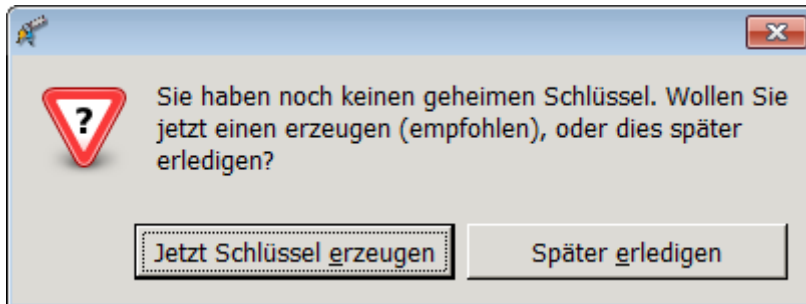 Sie haben noch keinen geheimen Schlüssel. Wollen Sie
jetzt einen erzeugen (empfohlen), oder dies später
erledigen?
Jetzt Schlüssel erzeugen
Später erledigen